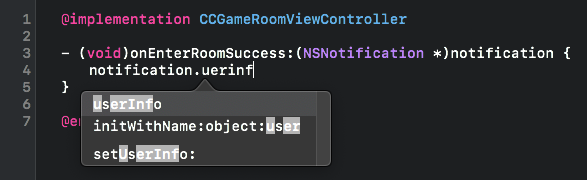 1 @implementation CCGameRoomViewController
2
3 - (void)onEnterRoomSuccess:(NSNotification *)notification {
4 notification.uerinf
5 }
userInfo
6
initWithName:object:user
7 @en
setUserInfo: